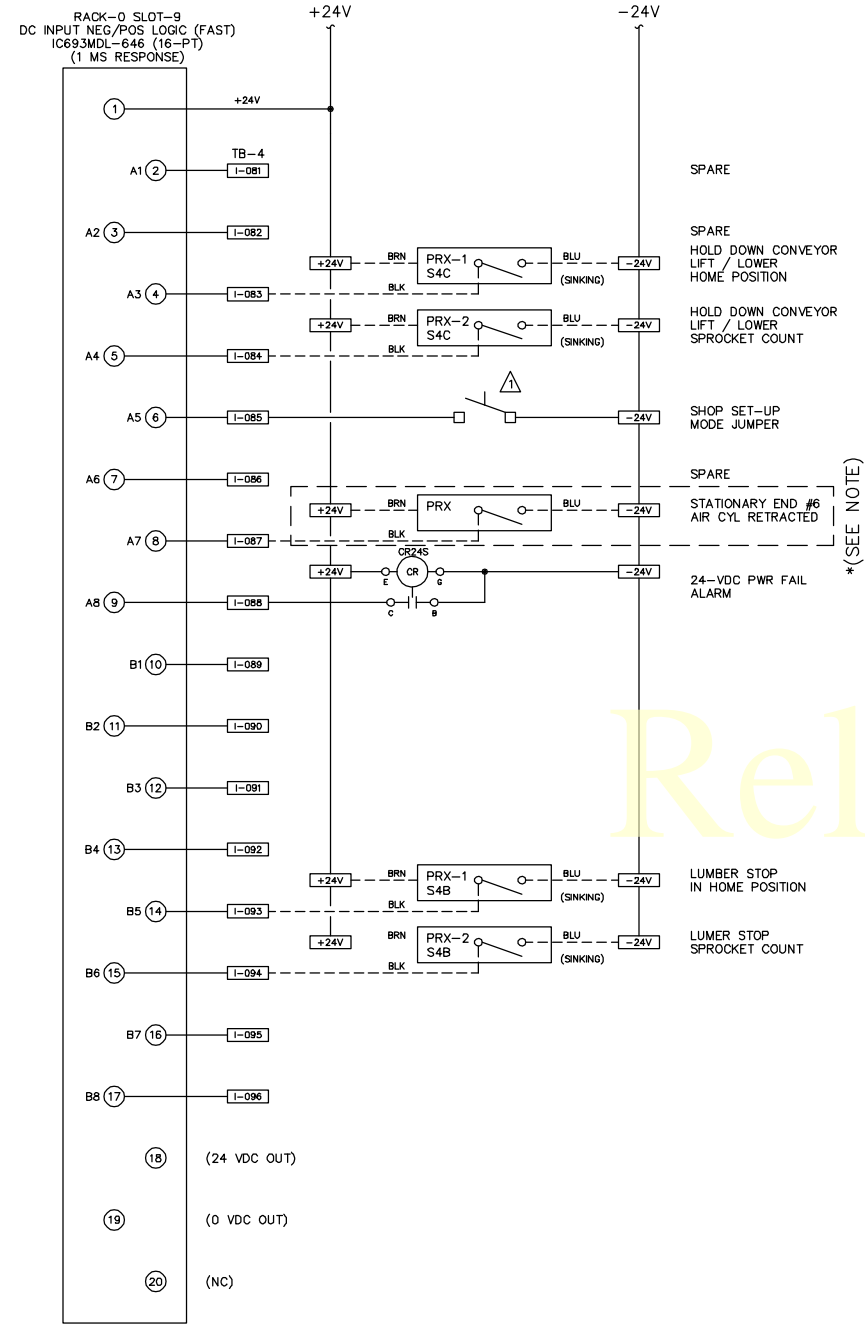 +24V
-24V
RACK-0 SLOT-9
DC INPUT NEG/POS LOGIC (FAST)
IC693MDL-646 (16-PT)
(1 MS RESPONSE)
1
+24V
TB-4
A1 2 I-081
SPARE
A2 3 I-082
SPARE
+24V BRN PRX-1 S4C BLU -24V
(SINKING)
HOLD DOWN CONVEYOR
LIFT / LOWER
HOME POSITION
A3 4 I-083 BLK
+24V BRN PRX-2 S4C BLU -24V
(SINKING)
HOLD DOWN CONVEYOR
LIFT / LOWER
SPROCKET COUNT
A4 5 I-084 BLK
1
A5 6 I-085 -24V
SHOP SET-UP
MODE JUMPER
A6 7 I-086
SPARE
+24V BRN PRX BLU -24V
STATIONARY END #6
AIR CYL RETRACTED
*(SEE NOTE)
A7 8 I-087 BLK
CR24S
+24V E CR G -24V
24-VDC PWR FAIL
ALARM
A8 9 I-088 C B
B1 10 I-089
B2 11 I-090
B3 12 I-091
Rel
B4 13 I-092
+24V BRN PRX-1 S4B BLU -24V
(SINKING)
LUMBER STOP
IN HOME POSITION
B5 14 I-093 BLK
+24V BRN PRX-2 S4B BLU -24V
(SINKING)
LUMER STOP
SPROCKET COUNT
B6 15 I-094 BLK
B7 16 I-095
B8 17 I-096
18 (24 VDC OUT)
19 (0 VDC OUT)
20 (NC)